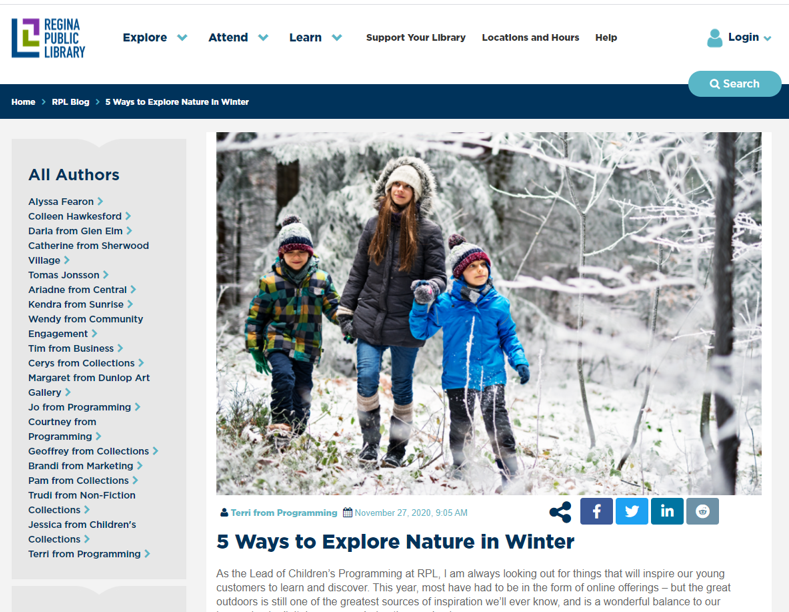 REGINA
PUBLIC
LIBRARY
Explore
Attend
Learn
Support Your Library
Locations and Hours
Help
Login
Search
Home > RPL Blog > 5 Ways to Explore Nature in Winter
All Authors
Alyssa Fearon
Colleen Hawkesford
Darla from Glen Elm
Catherine from Sherwood
Village
Tomas Jonsson
Ariadne from Central
Kendra from Sunrise
Wendy from Community
Engagement
Tim from Business
Cerys from Collections
Margaret from Dunlop Art
Gallery
Jo from Programming
Courtney from
Programming
Geoffrey from Collections
Brandi from Marketing
Pam from Collections
Trudi from Non-Fiction
Collections
Jessica from Children's
Collections
Terri from Programming
Terri from Programming November 27, 2020, 9:05 AM
5 Ways to Explore Nature in Winter
As the Lead of Children's Programming at RPL, I am always looking out for things that will inspire our young
customers to learn and discover. This year, most have had to be in the form of online offerings – but the great
outdoors is still one of the greatest sources of inspiration we'll ever know, and is a wonderful balance to our